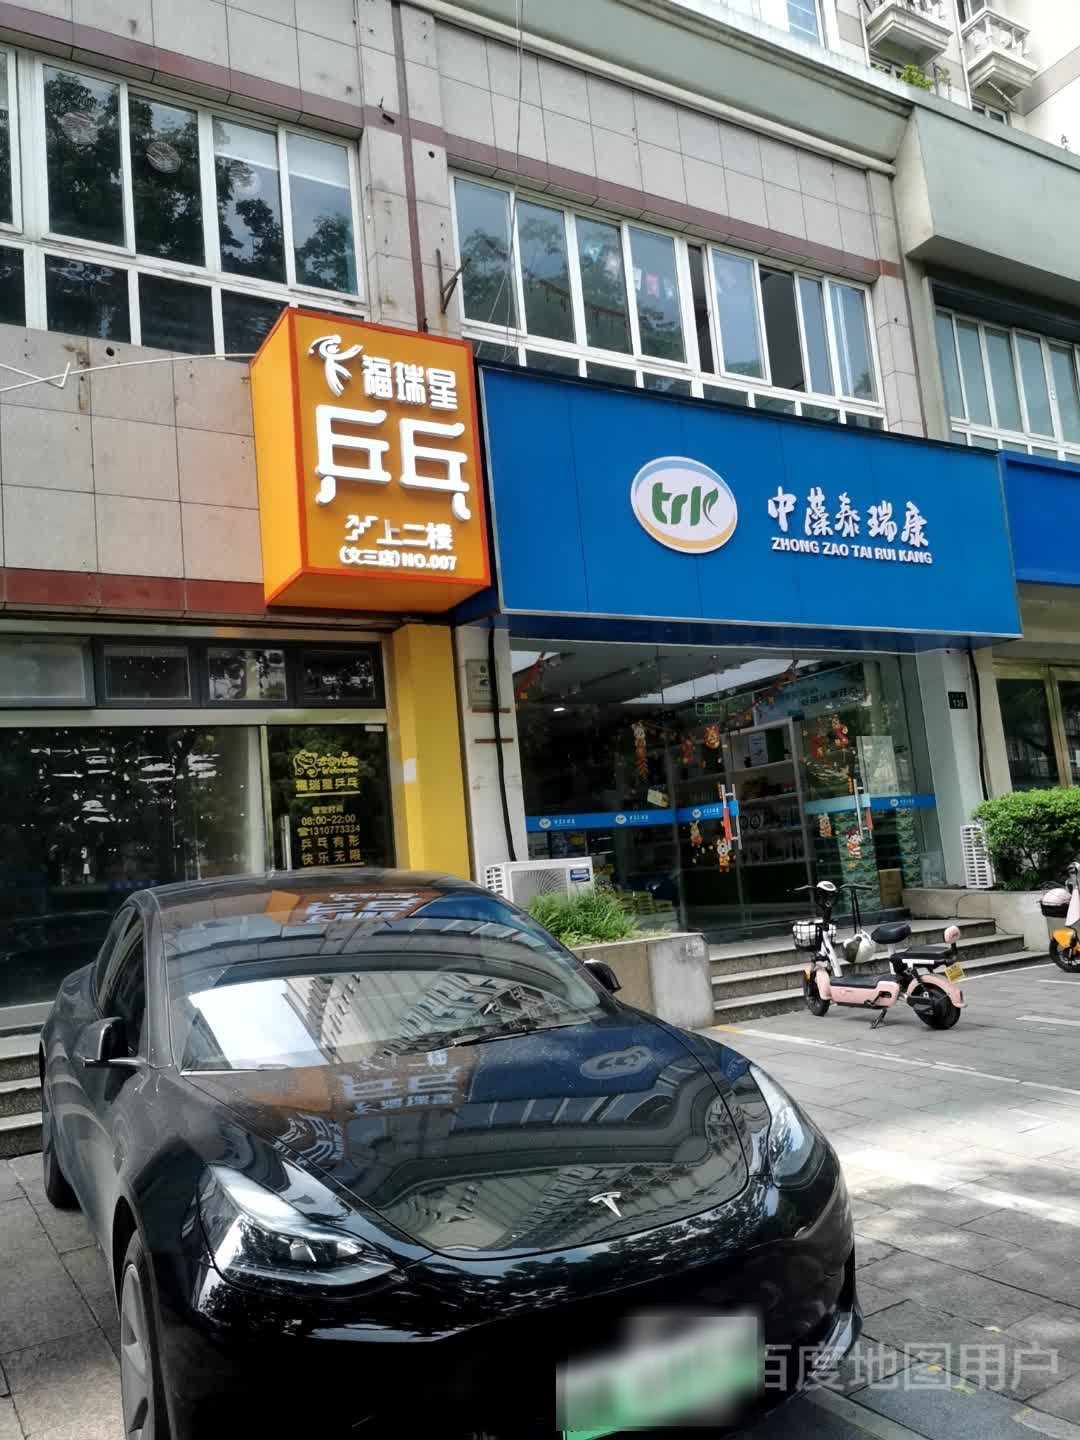 福瑞星
乒乓
上二楼
(文三店)NO.007
trk
中藻泰瑞康
ZHONG ZAO TAI RUI KANG
Welcome
福瑞星乒乓
营业时间
08:00-22:00
☎13107773334
乒乓有形
快乐无限
百度地图用户